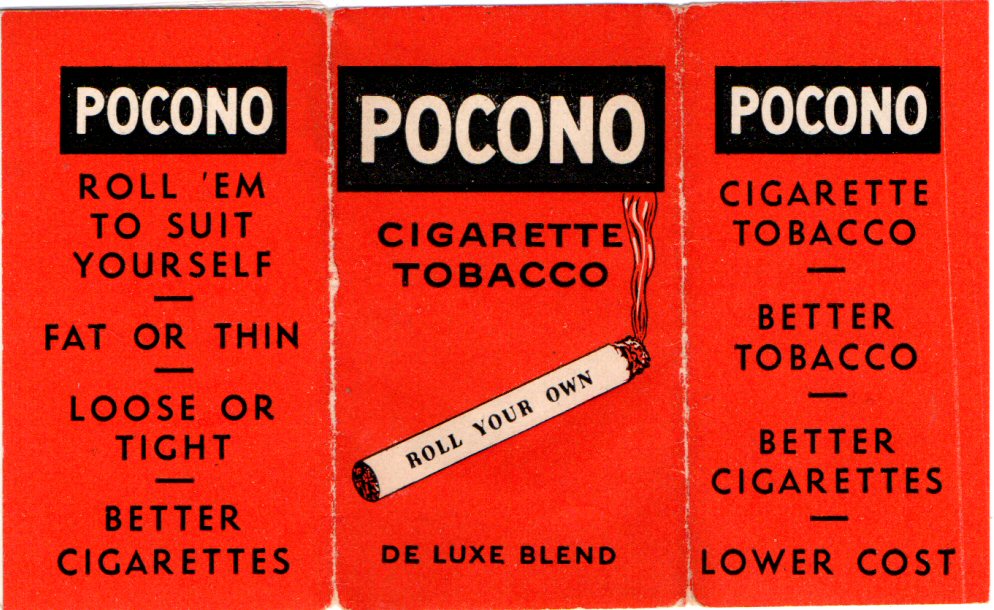 POCONO
ROLL 'EM
TO SUIT
YOURSELF
—
FAT OR THIN
—
LOOSE OR
TIGHT
—
BETTER
CIGARETTES
POCONO
CIGARETTE
TOBACCO
ROLL YOUR OWN
DE LUXE BLEND
POCONO
CIGARETTE
TOBACCO
—
BETTER
TOBACCO
—
BETTER
CIGARETTES
—
LOWER COST